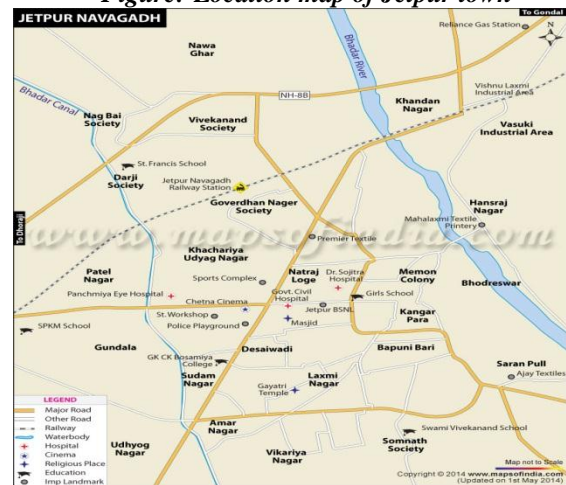 Figure: Location map of Jetpur town
JETPUR NAVAGADH
To Gondal
Reliance Gas Station
Nawa
Ghar
Bhadar River
Bhadar Canal
NH-8B
Vishnu Laxmi
Industrial Area
Khandan
Nagar
Nag Bai
Society
Vivekanand
Society
Vasuki
Industrial Area
St. Francis School
Darji
Society
Jetpur Navagadh
Railway Station
Goverdhan Nager
Society
Hansraj
Nagar
To Dhoraji
Mahalaxmi Textile
Printery
www.mapsofindia.com
Premier Textile
Khachariya
Udyag Nagar
Patel
Nagar
Sports Complex
Natraj
Loge
Dr. Sojitra
Hospital
Memon
Colony
Bhodreswar
Panchmiya Eye Hospital
Govt. Civil
Hospital
Girls School
Chetna Cinema
Jetpur BSNL
St. Workshop
Masjid
Kangar
Para
SPKM School
Police Playground
Gundala
Desaiwadi
Bapuni Bari
GK CK Bosamiya
College
Saran Pull
Sudam
Nagar
Laxmi
Nagar
Ajay Textiles
Gayatri
Temple
LEGEND
Major Road
Other Road
Railway
Waterbody
Hospital
Cinema
Religious Place
Education
Imp Landmark
Amar
Nagar
Swami Vivekanand School
Udhyog
Nagar
Vikariya
Nagar
Somnath
Society
Map not to Scale
Copyright © 2014 www.mapsofindia.com
(Updated on 1st May 2014)